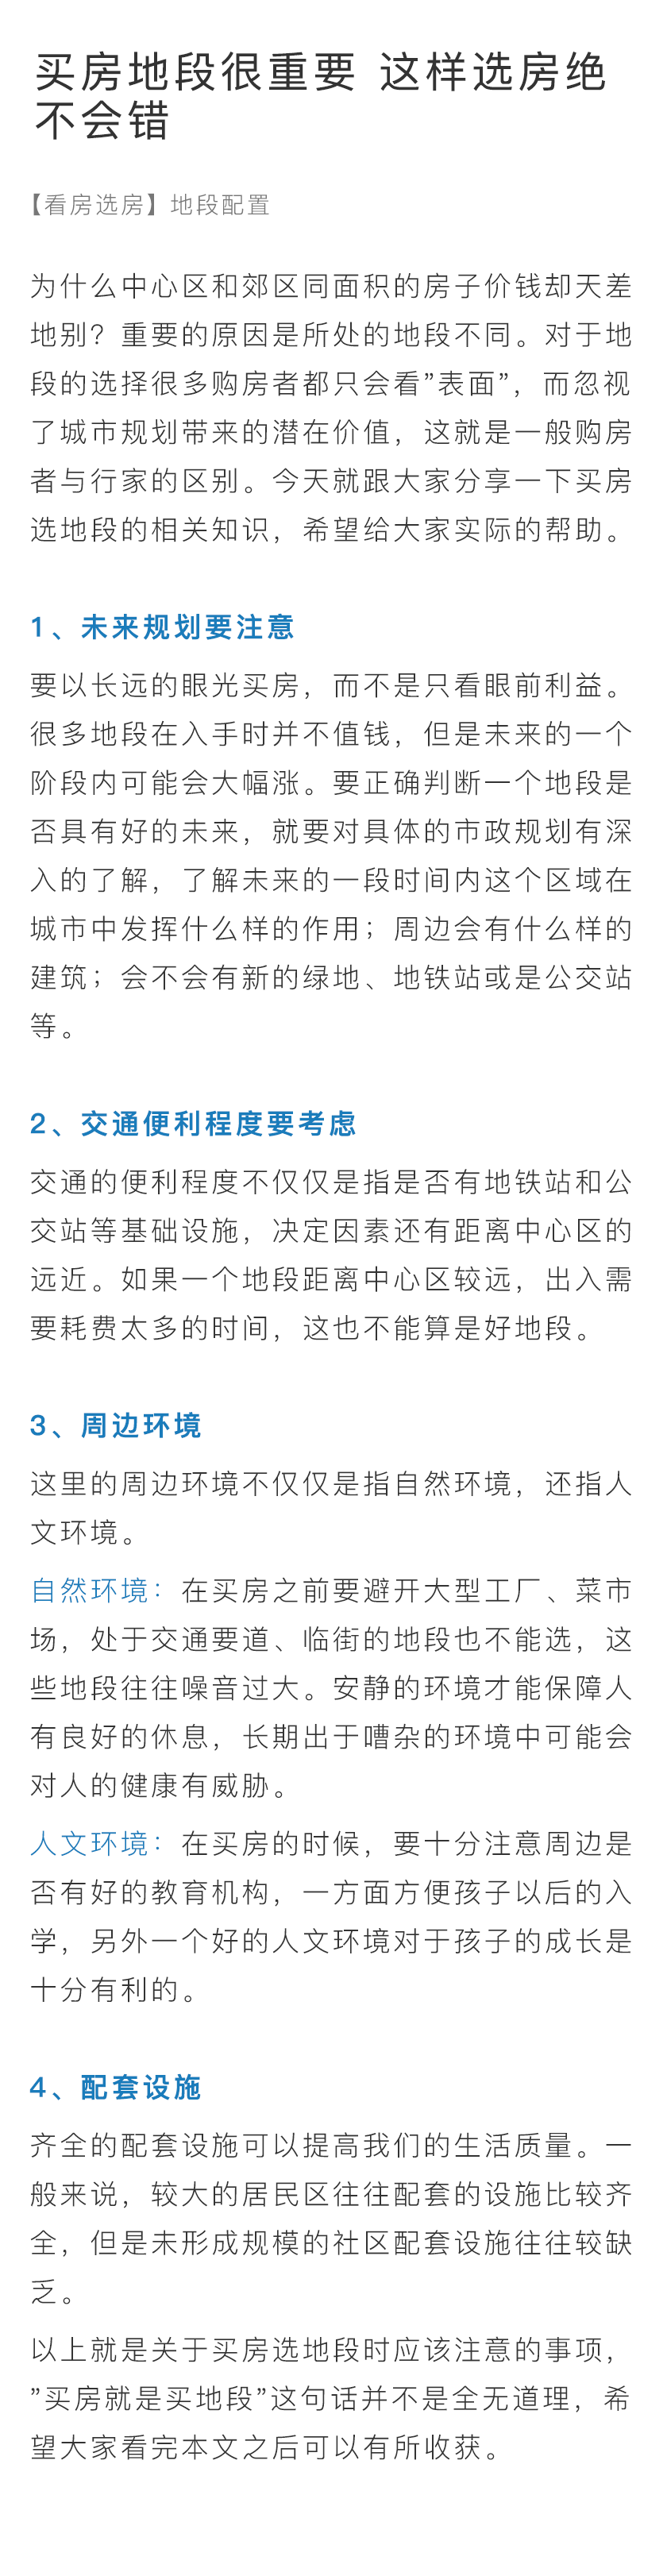 买房地段很重要 这样选房绝
不会错
【看房选房】地段配置
为什么中心区和郊区同面积的房子价钱却天差
地别？重要的原因是所处的地段不同。对于地
段的选择很多购房者都只会看”表面”，而忽视
了城市规划带来的潜在价值，这就是一般购房
者与行家的区别。今天就跟大家分享一下买房
选地段的相关知识，希望给大家实际的帮助。
1、未来规划要注意
要以长远的眼光买房，而不是只看眼前利益。
很多地段在入手时并不值钱，但是未来的一个
阶段内可能会大幅涨。要正确判断一个地段是
否具有好的未来，就要对具体的市政规划有深
入的了解，了解未来的一段时间内这个区域在
城市中发挥什么样的作用；周边会有什么样的
建筑；会不会有新的绿地、地铁站或是公交站
等。
2、交通便利程度要考虑
交通的便利程度不仅仅是指是否有地铁站和公
交站等基础设施，决定因素还有距离中心区的
远近。如果一个地段距离中心区较远，出入需
要耗费太多的时间，这也不能算是好地段。
3、周边环境
这里的周边环境不仅仅是指自然环境，还指人
文环境。
自然环境：在买房之前要避开大型工厂、菜市
场，处于交通要道、临街的地段也不能选，这
些地段往往噪音过大。安静的环境才能保障人
有良好的休息，长期出于嘈杂的环境中可能会
对人的健康有威胁。
人文环境：在买房的时候，要十分注意周边是
否有好的教育机构，一方面方便孩子以后的入
学，另外一个好的人文环境对于孩子的成长是
十分有利的。
4、配套设施
齐全的配套设施可以提高我们的生活质量。一
般来说，较大的居民区往往配套的设施比较齐
全，但是未形成规模的社区配套设施往往较缺
乏。
以上就是关于买房选地段时应该注意的事项，
”买房就是买地段”这句话并不是全无道理，希
望大家看完本文之后可以有所收获。